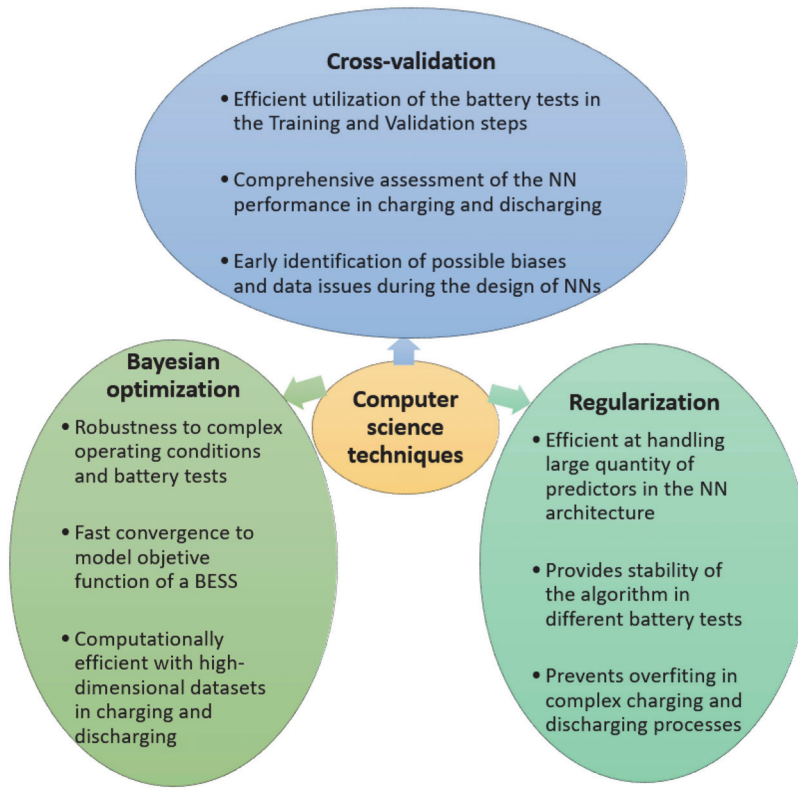 Cross-validation
• Efficient utilization of the battery tests in
the Training and Validation steps
• Comprehensive assessment of the NN
performance in charging and discharging
• Early identification of possible biases
and data issues during the design of NNs
Bayesian
optimization
• Robustness to complex
operating conditions
and battery tests
• Fast convergence to
model objetive
function of a BESS
• Computationally
efficient with high-
dimensional datasets
in charging and
discharging
Computer
science
techniques
Regularization
• Efficient at handling
large quantity of
predictors in the NN
architecture
• Provides stability of
the algorithm in
different battery tests
• Prevents overfiting in
complex charging and
discharging processes